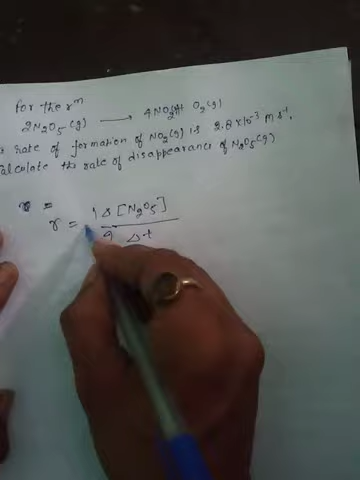 For the rxn
2N2O5(g) → 4NO2(g) + O2(g)
rate of formation of NO2(g) is 2.8 x 10-3 M s-1.
calculate the rate of disappearance of N2O5(g)
r =
r = 1 Δ [N2O5]
2 Δt